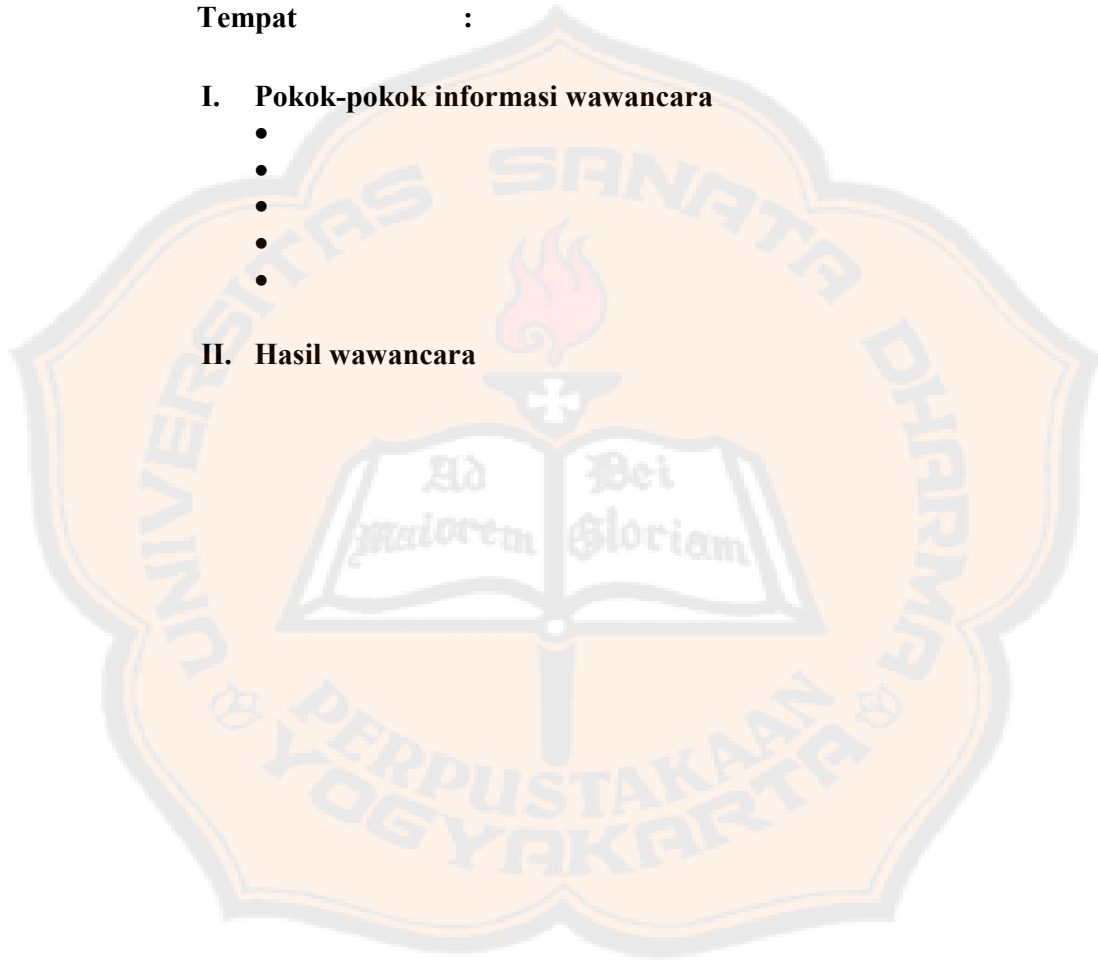 Tempat :
I. Pokok-pokok informasi wawancara
•
•
•
•
•
II. Hasil wawancara
UNIVERSITAS SANATA DHARMA
Ad Dei
maiorem Gloriam
PERPUSTAKAAN
YOGYAKARTA